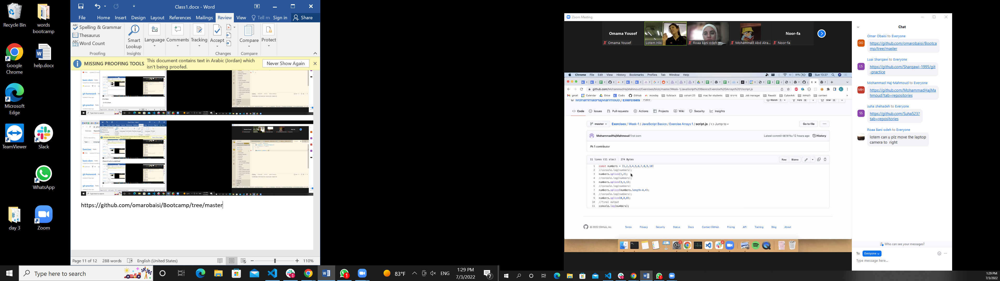 Recycle Bin
words
bootcamp
Google
Chrome
help.docx
Microsoft
Edge
TeamViewer
Slack
WhatsApp
day 3
Zoom
Class1.docx - Word
File Home Insert Design Layout References Mailings Review View Tell m Sign in Share
Spelling & Grammar
Thesaurus
Word Count
Proofing
Smart
Lookup
Insights
Language
Comments
Tracking
Accept
Changes
Compare
Compare
Protect
MISSING PROOFING TOOLS This document contains text in Arabic (Jordan) which
isn't being proofed.
Never Show Again
https://github.com/omarobaisi/Bootcamp/tree/master
Page 11 of 12 288 words English (United States) 110%
Type here to search
83°F ENG 1:29 PM
7/3/2022
7
Zoom Meeting
Omama Yousef
Noor-fa
Omama Yousef
Lotem Hiki
Roaa Bani odeh
Mohammad Abd Alra...
Noor-fa
Chrome File Edit View History Bookmarks Profiles Tab Window Help 91% Sun 13:27
github.com/MohammadHajMahmoud/Exercises/blob/master/Week-1/JavaScript%20Basics/Exercise%20Arrays%201/script.js
gmail Calendar Drive Codio GitHub monday fullstack cohort 23 mac for students מיונים Job manager Rawabi CyberArk לקוחות content
MohammadHajMahmoud / Exercises Public
Watch 1 Fork 0 Star 0
Code Issues Pull requests Actions Projects Wiki Security Insights
master Exercises / Week-1 / JavaScript Basics / Exercise Arrays 1 / script.js / <> Jump to Go to file
MohammadHajMahmoud first com Latest commit 6878f6a 12 hours ago History
1 contributor
11 lines (11 sloc) 274 Bytes Raw Blame
1 const numbers = [1,2,3,4,5,6,7,8,9,10]
2 //console.log(numbers);
3 numbers.splice(1,2);
4 //console.log(numbers);
5 numbers.splice(3,1,1);
6 //console.log(numbers)
7 numbers.splice(numbers.length-4,4);
8 //console.log(numbers);
9 numbers.splice(0,0,0);
10 //final output
11 console.log(numbers);
© 2022 GitHub, Inc. Terms Privacy Security Status Docs Contact GitHub Pricing API Training Blog About
Chat
Omar Obaisi to Everyone
OO
https://github.com/omarobaisi/Bootca
mp/tree/master
Luai Sharqawi to Everyone
LS
https://github.com/Sharqawi-1995/git
-practice
Mohammad Haj-Mahmoud to Everyone
MH
https://github.com/MohammadHajMa
hmoud?tab=repositories
suha shehadeh to Everyone
SS
https://github.com/Suha523?
tab=repositories
Roaa Bani odeh to Everyone
lotem can u plz move the laptop
camera to right
Who can see your messages?
To: Everyone
Type message here...
1:29 PM
7/3/2022